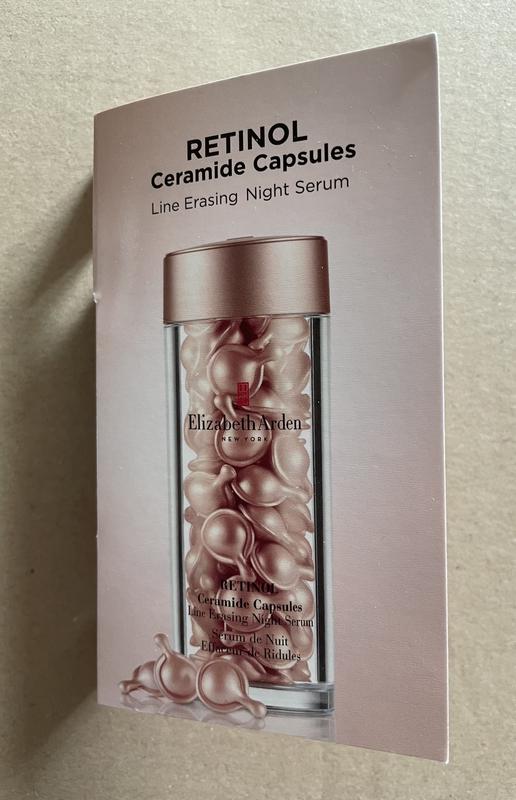 RETINOL
Ceramide Capsules
Line Erasing Night Serum
Elizabeth Arden
NEW YORK
RETINOL
Ceramide Capsules
Line Erasing Night Serum
Sérum de Nuit
Effaceur de Ridules